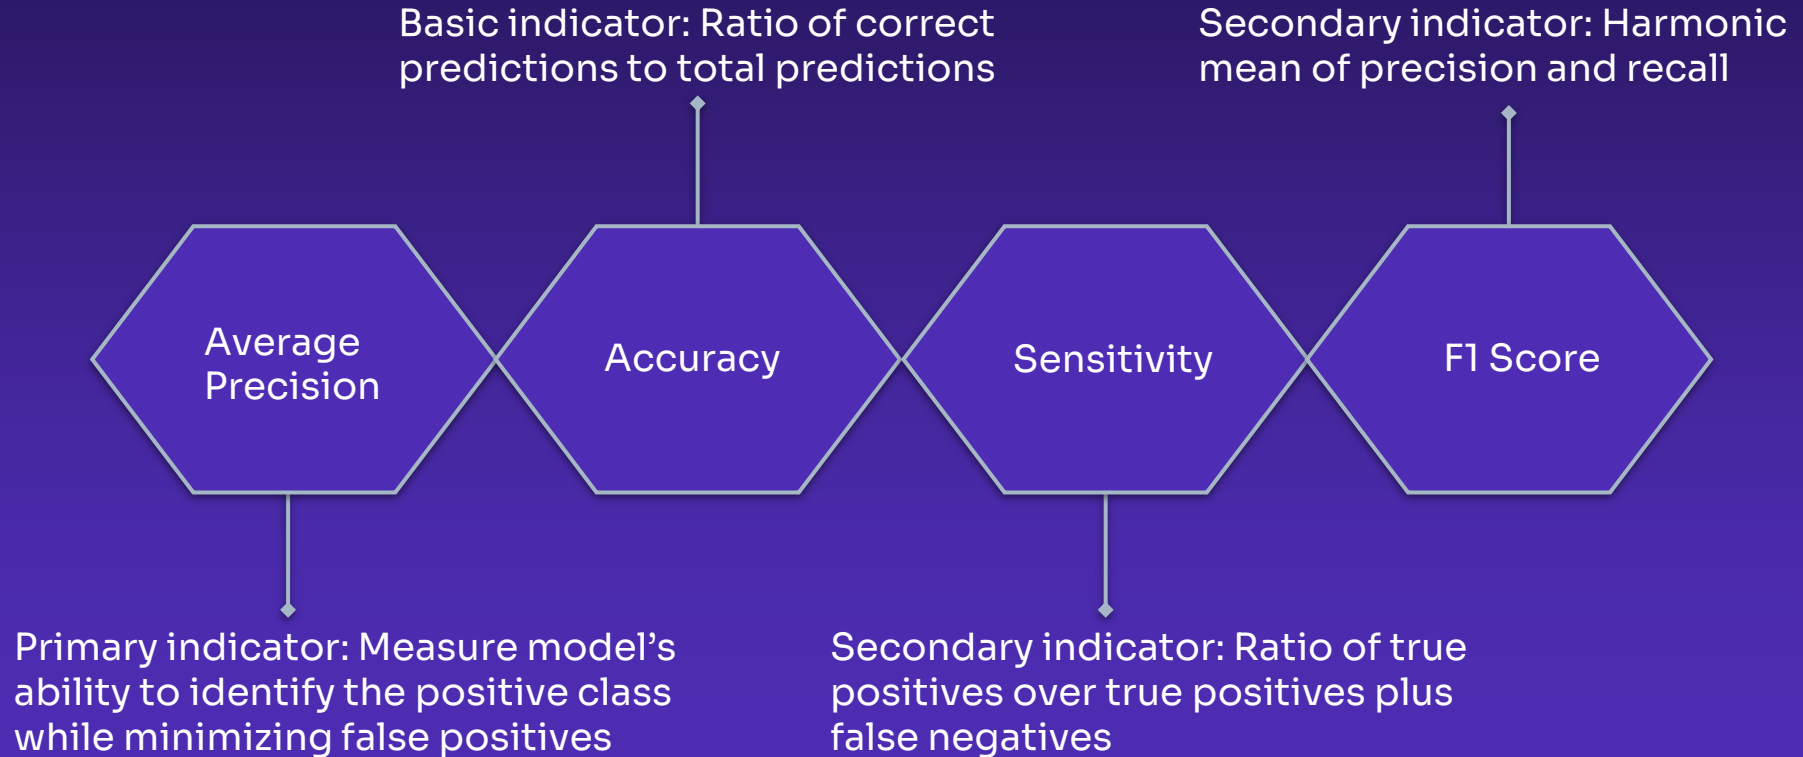 Basic indicator: Ratio of correct
predictions to total predictions
Secondary indicator: Harmonic
mean of precision and recall
Average
Precision
Accuracy
Sensitivity
F1 Score
Primary indicator: Measure model’s
ability to identify the positive class
while minimizing false positives
Secondary indicator: Ratio of true
positives over true positives plus
false negatives